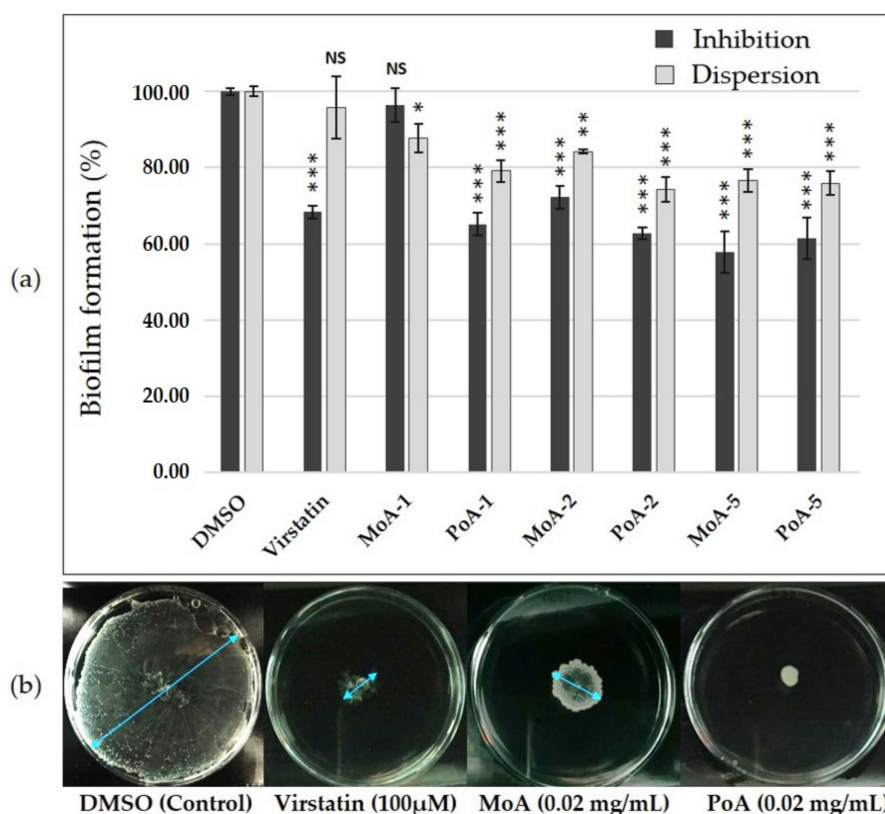 (a)
Inhibition
Dispersion
Biofilm formation (%)
100.00
80.00
60.00
40.00
20.00
0.00
NS
NS
***
*
***
***
***
**
***
***
***
***
***
***
DMSO
Virstatin
MoA-1
PoA-1
MoA-2
PoA-2
MoA-5
PoA-5
(b)
DMSO (Control)
Virstatin (100μM)
MoA (0.02 mg/mL)
PoA (0.02 mg/mL)